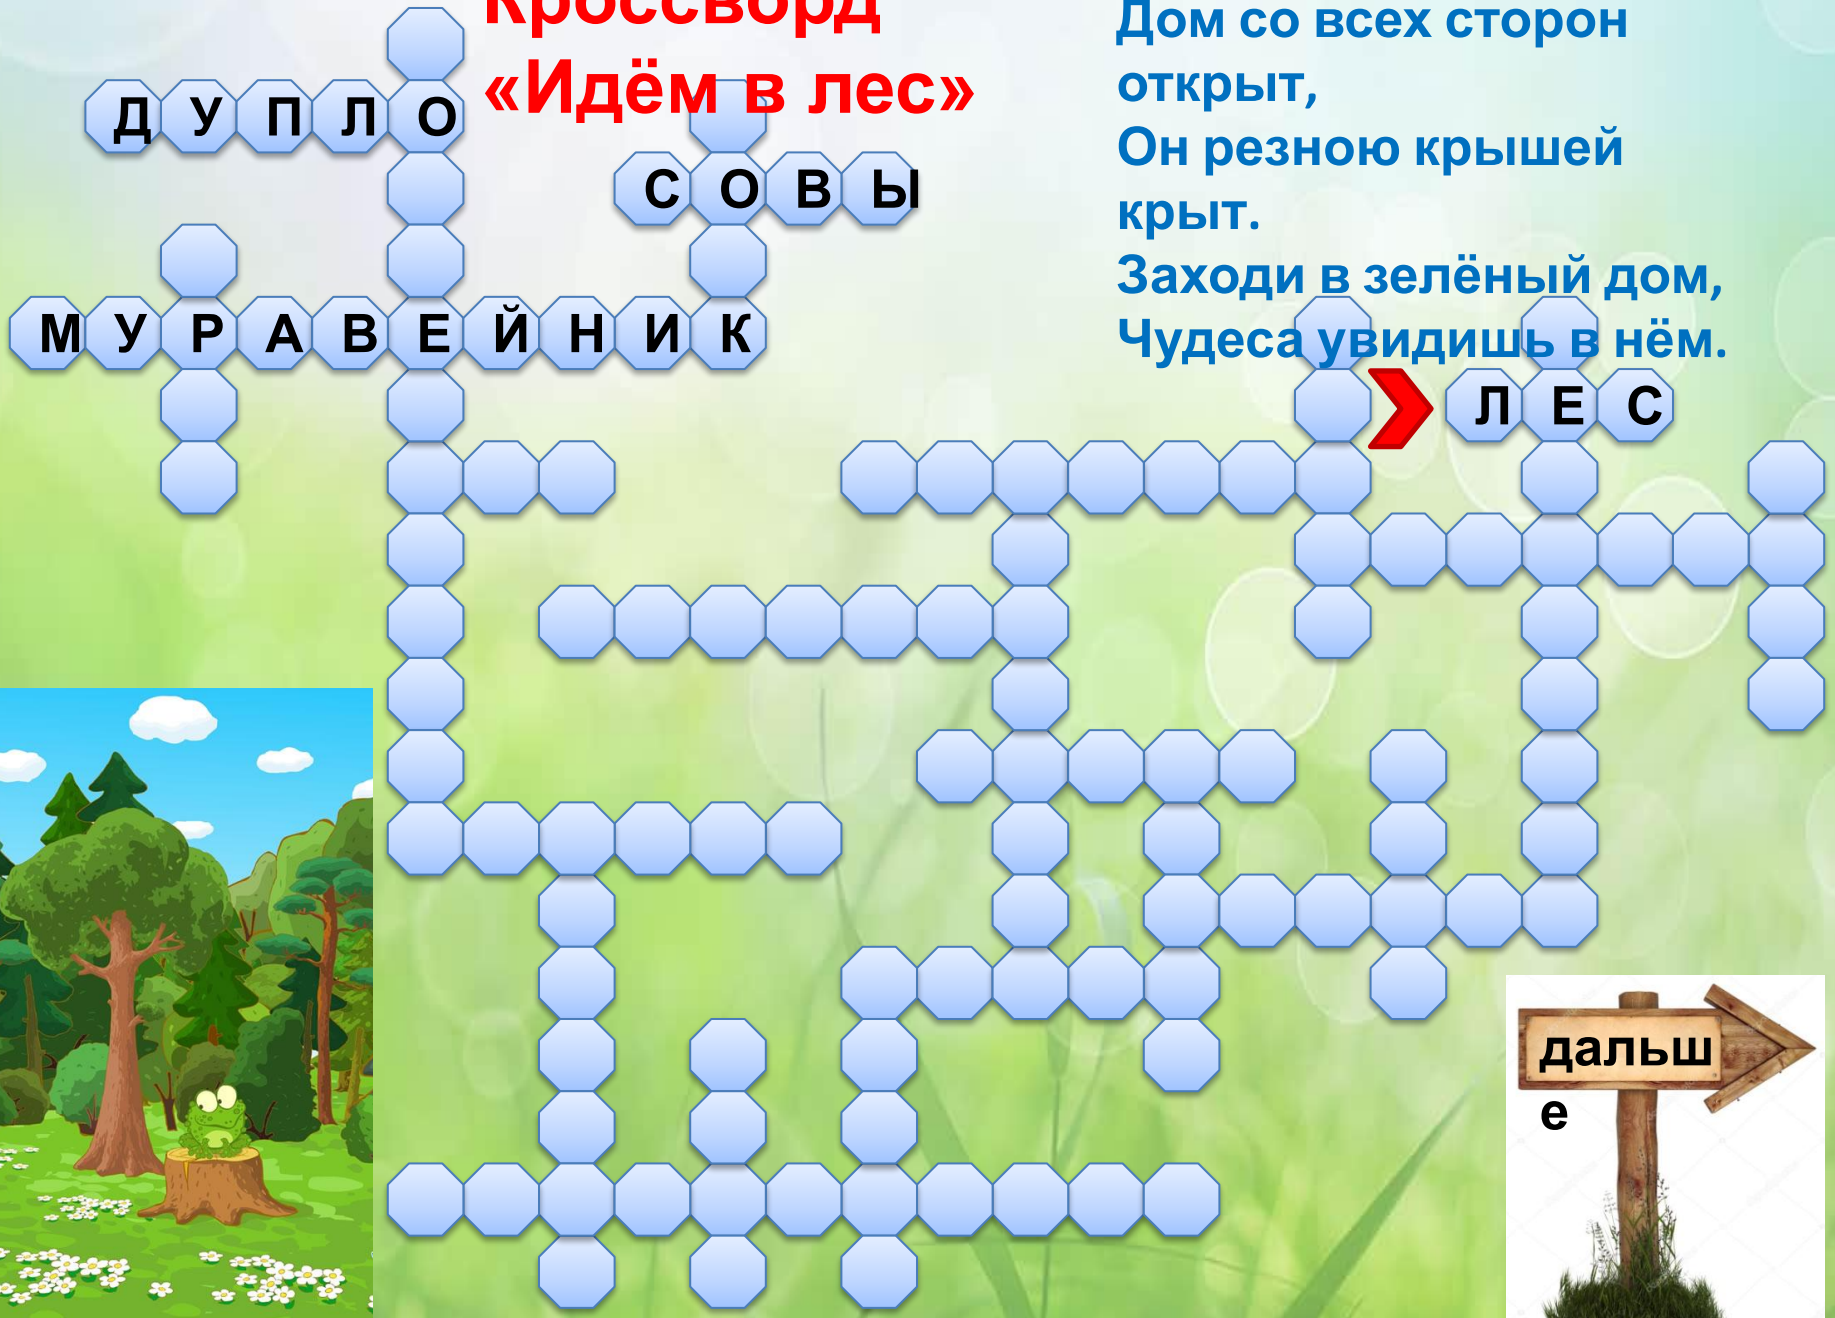 Кроссворд
«Идём в лес»
Дом со всех сторон
открыт,
Он резною крышей
крыт.
Заходи в зелёный дом,
Чудеса увидишь в нём.
ДУПЛО
СОВЫ
МУРАВЕЙНИК
ЛЕС
дальш
е